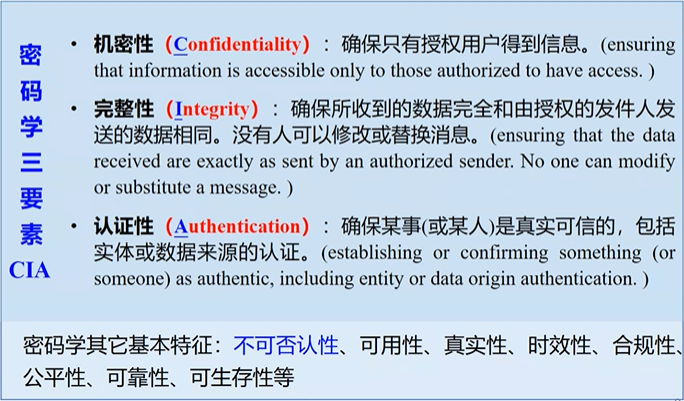 密码学三要素CIA
• 机密性（Confidentiality）：确保只有授权用户得到信息。(ensuring
that information is accessible only to those authorized to have access. )
• 完整性（Integrity）：确保所收到的数据完全和由授权的发件人发
送的数据相同。没有人可以修改或替换消息。(ensuring that the data
received are exactly as sent by an authorized sender. No one can modify
or substitute a message. )
• 认证性（Authentication）：确保某事(或某人)是真实可信的，包括
实体或数据来源的认证。(establishing or confirming something (or
someone) as authentic, including entity or data origin authentication. )
密码学其它基本特征：不可否认性、可用性、真实性、时效性、合规性、
公平性、可靠性、可生存性等